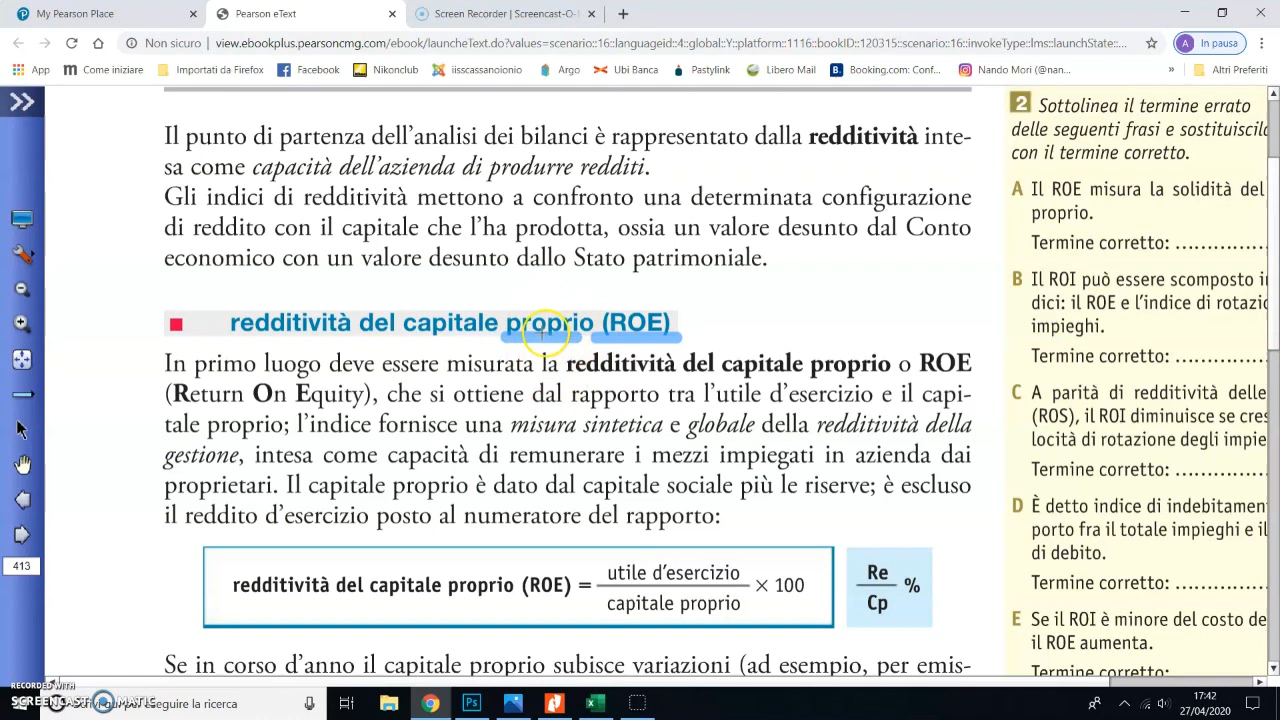 My Pearson Place
Pearson eText
Screen Recorder | Screencast-O-
Non sicuro | view.ebookplus.pearsoncmg.com/ebook/launcheText.do?values=scenario::16::languageid::4::global::Y::platform::1116::bookID::120315::scenario::16::invokeType::lms::launchState::...
In pausa
App
Come iniziare
Importati da Firefox
Facebook
Nikonclub
iisscassanoionio
Argo
Ubi Banca
Pastylink
Libero Mail
Booking.com: Conf...
Nando Mori (@nan...
»
Altri Preferiti
Il punto di partenza dell'analisi dei bilanci è rappresentato dalla redditività inte-
sa come capacità dell'azienda di produrre redditi.
Gli indici di redditività mettono a confronto una determinata configurazione
di reddito con il capitale che l'ha prodotta, ossia un valore desunto dal Conto
economico con un valore desunto dallo Stato patrimoniale.
redditività del capitale proprio (ROE)
In primo luogo deve essere misurata la redditività del capitale proprio o ROE
(Return On Equity), che si ottiene dal rapporto tra l'utile d'esercizio e il capi-
tale proprio; l'indice fornisce una misura sintetica e globale della redditività della
gestione, intesa come capacità di remunerare i mezzi impiegati in azienda dai
proprietari. Il capitale proprio è dato dal capitale sociale più le riserve; è escluso
il reddito d'esercizio posto al numeratore del rapporto:
redditività del capitale proprio (ROE) = utile d'esercizio / capitale proprio × 100
Re
Cp
%
Se in corso d'anno il capitale proprio subisce variazioni (ad esempio, per emis-
2 Sottolinea il termine errato
delle seguenti frasi e sostituiscilo
con il termine corretto.
A Il ROE misura la solidità del
proprio.
Termine corretto: ..............
B Il ROI può essere scomposto in
dici: il ROE e l'indice di rotazio
impieghi.
Termine corretto: ..............
C A parità di redditività delle
(ROS), il ROI diminuisce se cres
locità di rotazione degli impie
Termine corretto: ..............
D È detto indice di indebitamen
porto fra il totale impieghi e il
di debito.
Termine corretto: ..............
E Se il ROI è minore del costo de
il ROE aumenta.
Termine corretto: ..............
413
RECORDED WITH
SCREENCAST MATIC
qui per eseguire la ricerca
17:42
27/04/2020